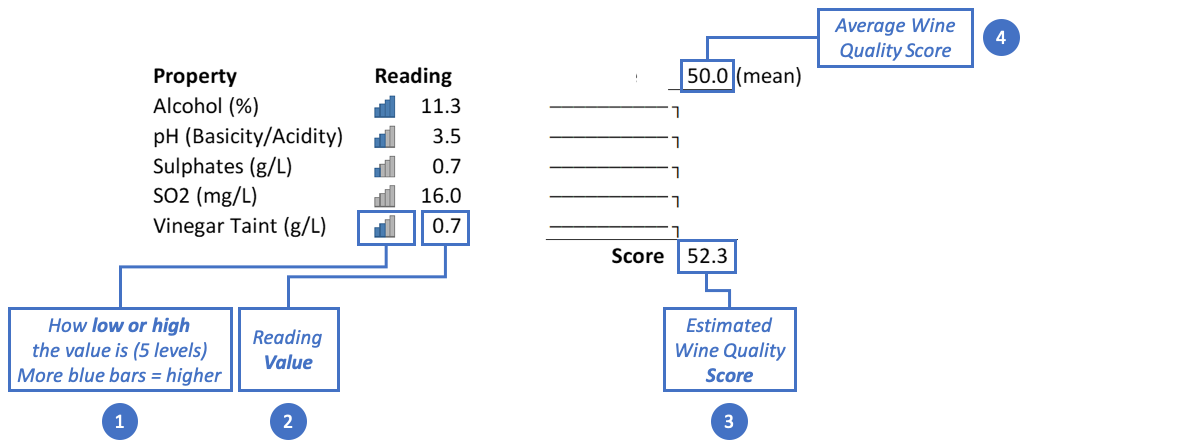 Average Wine
Quality Score
4
Property Reading 50.0 (mean)
Alcohol (%) 11.3
pH (Basicity/Acidity) 3.5
Sulphates (g/L) 0.7
SO2 (mg/L) 16.0
Vinegar Taint (g/L) 0.7
Score 52.3
How low or high
the value is (5 levels)
More blue bars = higher
1
Reading
Value
2
Estimated
Wine Quality
Score
3